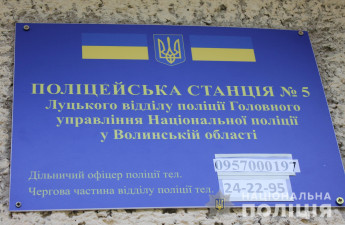 ПОЛІЦЕЙСЬКА СТАНЦІЯ № 5
Луцького відділу поліції Головного
управління Національної поліції
у Волинській області
Дільничий офіцер поліції тел. 0957000197
Чергова частина відділу поліції тел. 24-22-95
НАЦІОНАЛЬНА
ПОЛІЦІЯ